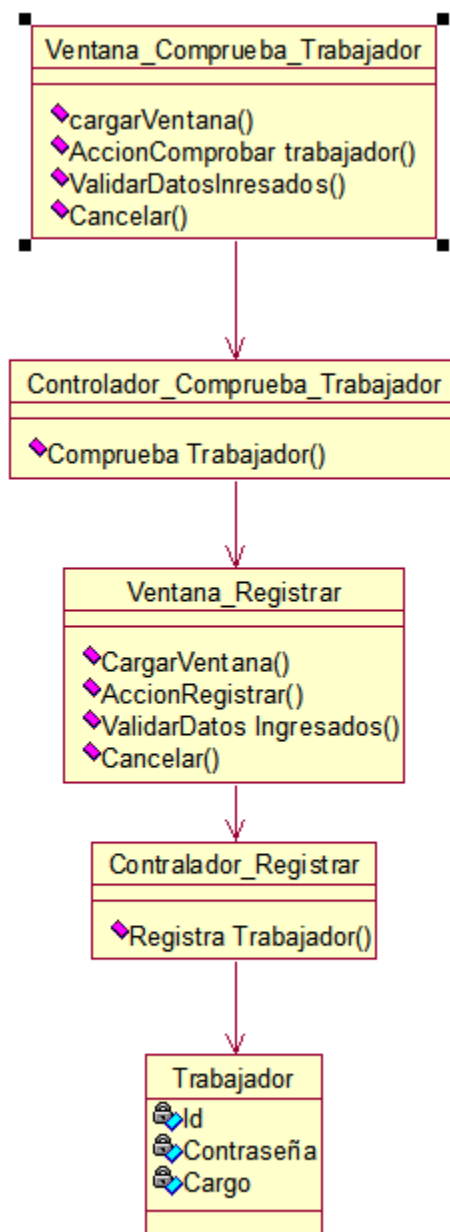 Ventana_Comprueba_Trabajador
cargarVentana()
AccionComprobar trabajador()
ValidarDatosInresados()
Cancelar()
Controlador_Comprueba_Trabajador
Comprueba Trabajador()
Ventana_Registrar
CargarVentana()
AccionRegistrar()
ValidarDatos Ingresados()
Cancelar()
Contralador_Registrar
Registra Trabajador()
Trabajador
Id
Contraseña
Cargo